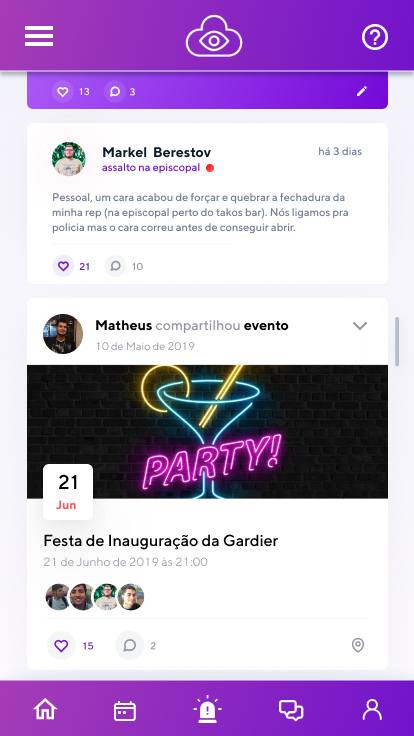 13 3
Markel Berestov há 3 dias
assalto na episcopal
Pessoal, um cara acabou de forçar e quebrar a fechadura da
minha rep (na episcopal perto do takos bar). Nós ligamos pra
polícia mas o cara correu antes de conseguir abrir.
21 10
Matheus compartilhou evento
10 de Maio de 2019
PARTY!
21
Jun
Festa de Inauguração da Gardier
21 de Junho de 2019 às 21:00
15 2